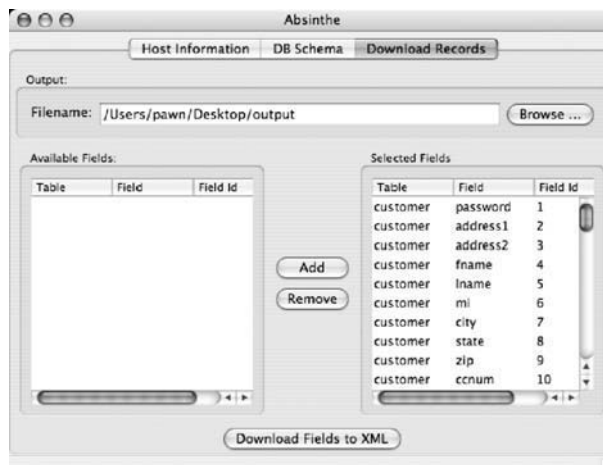 Absinthe
Host Information DB Schema Download Records
Output:
Filename: /Users/pawn/Desktop/output Browse ...
Available Fields:
Table Field Field Id
Add
Remove
Selected Fields
Table Field Field Id
customer password 1
customer address1 2
customer address2 3
customer fname 4
customer lname 5
customer mi 6
customer city 7
customer state 8
customer zip 9
customer ccnum 10
Download Fields to XML